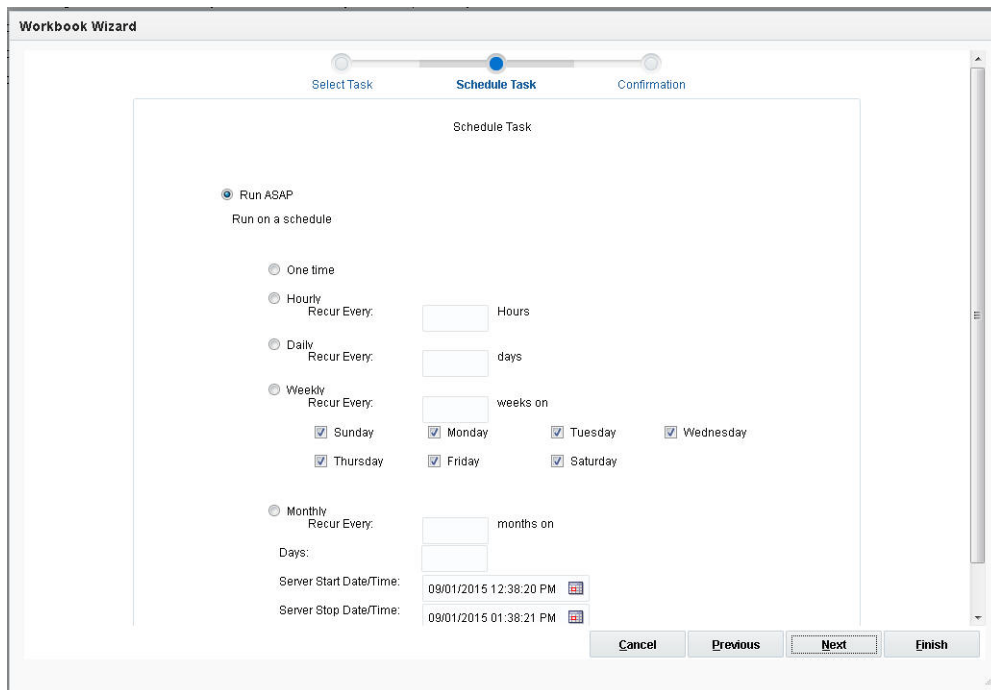 Workbook Wizard
Select Task
Schedule Task
Confirmation
Schedule Task
Run ASAP
Run on a schedule
One time
Hourly
Recur Every:
Hours
Daily
Recur Every:
days
Weekly
Recur Every:
weeks on
Sunday
Monday
Tuesday
Wednesday
Thursday
Friday
Saturday
Monthly
Recur Every:
months on
Days:
Server Start Date/Time:
09/01/2015 12:38:20 PM
Server Stop Date/Time:
09/01/2015 01:38:21 PM
Cancel
Previous
Next
Finish